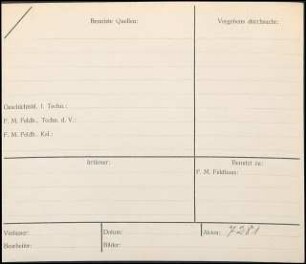 Benutzte Quellen:
Vergebens durchsucht:
Geschichtsbl. f. Techn.:
F. M. Feldh., Techn. d. V.:
F. M. Feldh., Kal.:
Irrtümer:
Benutzt zu:
F. M. Feldhaus:
Verfasser:
Datum:
Akten: 7281
Bearbeiter:
Bilder: